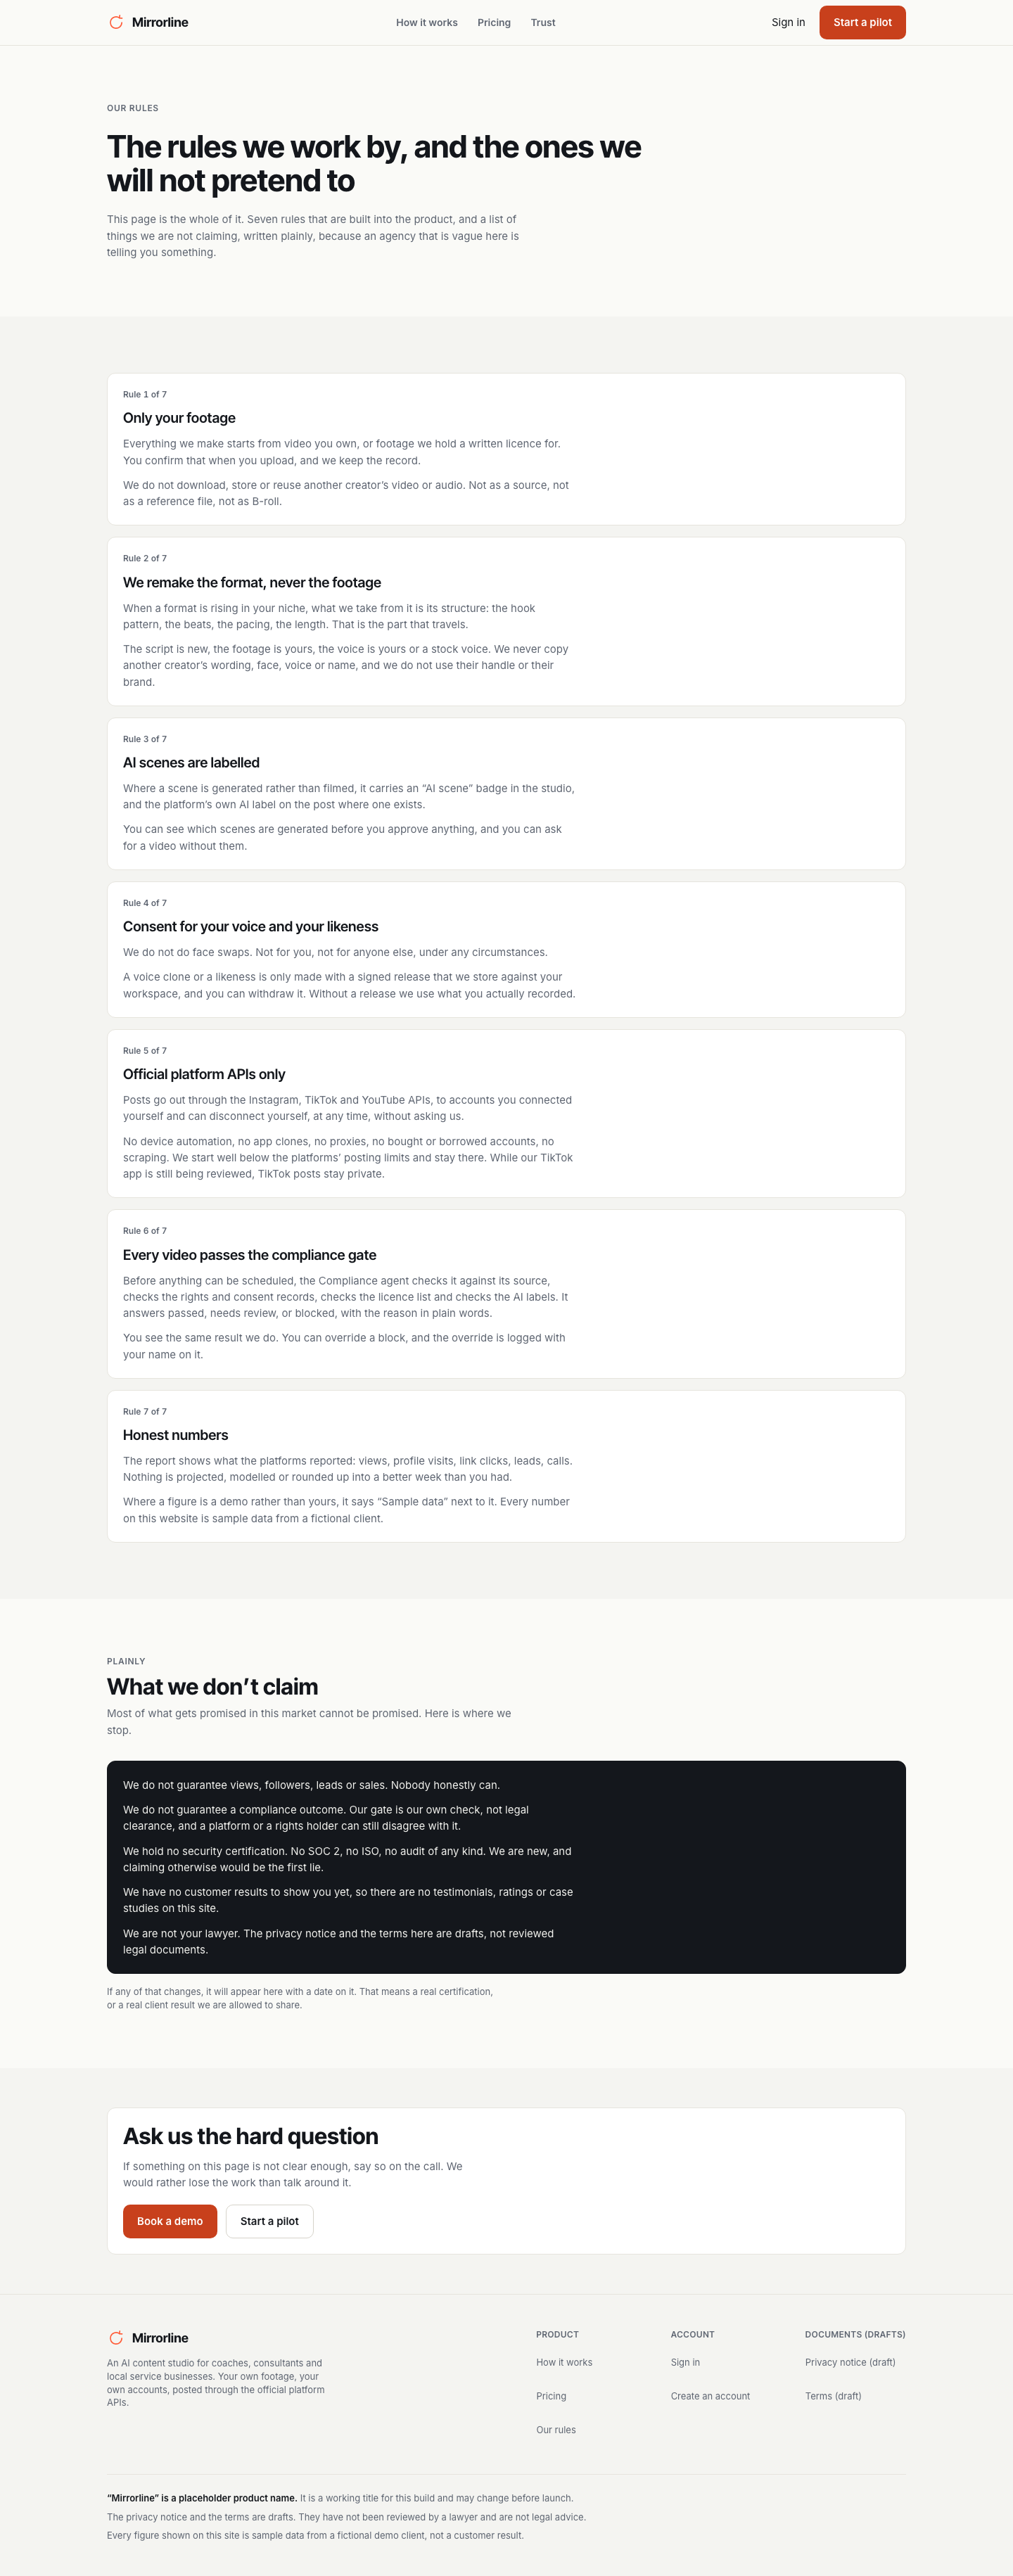 Mirrorline
How it works
Pricing
Trust
Sign in
Start a pilot
OUR RULES
The rules we work by, and the ones we
will not pretend to
This page is the whole of it. Seven rules that are built into the product, and a list of
things we are not claiming, written plainly, because an agency that is vague here is
telling you something.
Rule 1 of 7
Only your footage
Everything we make starts from video you own, or footage we hold a written licence for.
You confirm that when you upload, and we keep the record.
We do not download, store or reuse another creator’s video or audio. Not as a source, not
as a reference file, not as B-roll.
Rule 2 of 7
We remake the format, never the footage
When a format is rising in your niche, what we take from it is its structure: the hook
pattern, the beats, the pacing, the length. That is the part that travels.
The script is new, the footage is yours, the voice is yours or a stock voice. We never copy
another creator’s wording, face, voice or name, and we do not use their handle or their
brand.
Rule 3 of 7
AI scenes are labelled
Where a scene is generated rather than filmed, it carries an “AI scene” badge in the studio,
and the platform’s own AI label on the post where one exists.
You can see which scenes are generated before you approve anything, and you can ask
for a video without them.
Rule 4 of 7
Consent for your voice and your likeness
We do not do face swaps. Not for you, not for anyone else, under any circumstances.
A voice clone or a likeness is only made with a signed release that we store against your
workspace, and you can withdraw it. Without a release we use what you actually recorded.
Rule 5 of 7
Official platform APIs only
Posts go out through the Instagram, TikTok and YouTube APIs, to accounts you connected
yourself and can disconnect yourself, at any time, without asking us.
No device automation, no app clones, no proxies, no bought or borrowed accounts, no
scraping. We start well below the platforms’ posting limits and stay there. While our TikTok
app is still being reviewed, TikTok posts stay private.
Rule 6 of 7
Every video passes the compliance gate
Before anything can be scheduled, the Compliance agent checks it against its source,
checks the rights and consent records, checks the licence list and checks the AI labels. It
answers passed, needs review, or blocked, with the reason in plain words.
You see the same result we do. You can override a block, and the override is logged with
your name on it.
Rule 7 of 7
Honest numbers
The report shows what the platforms reported: views, profile visits, link clicks, leads, calls.
Nothing is projected, modelled or rounded up into a better week than you had.
Where a figure is a demo rather than yours, it says “Sample data” next to it. Every number
on this website is sample data from a fictional client.
PLAINLY
What we don’t claim
Most of what gets promised in this market cannot be promised. Here is where we
stop.
We do not guarantee views, followers, leads or sales. Nobody honestly can.
We do not guarantee a compliance outcome. Our gate is our own check, not legal
clearance, and a platform or a rights holder can still disagree with it.
We hold no security certification. No SOC 2, no ISO, no audit of any kind. We are new, and
claiming otherwise would be the first lie.
We have no customer results to show you yet, so there are no testimonials, ratings or case
studies on this site.
We are not your lawyer. The privacy notice and the terms here are drafts, not reviewed
legal documents.
If any of that changes, it will appear here with a date on it. That means a real certification,
or a real client result we are allowed to share.
Ask us the hard question
If something on this page is not clear enough, say so on the call. We
would rather lose the work than talk around it.
Book a demo
Start a pilot
Mirrorline
An AI content studio for coaches, consultants and
local service businesses. Your own footage, your
own accounts, posted through the official platform
APIs.
PRODUCT
How it works
Pricing
Our rules
ACCOUNT
Sign in
Create an account
DOCUMENTS (DRAFTS)
Privacy notice (draft)
Terms (draft)
“Mirrorline” is a placeholder product name. It is a working title for this build and may change before launch.
The privacy notice and the terms are drafts. They have not been reviewed by a lawyer and are not legal advice.
Every figure shown on this site is sample data from a fictional demo client, not a customer result.